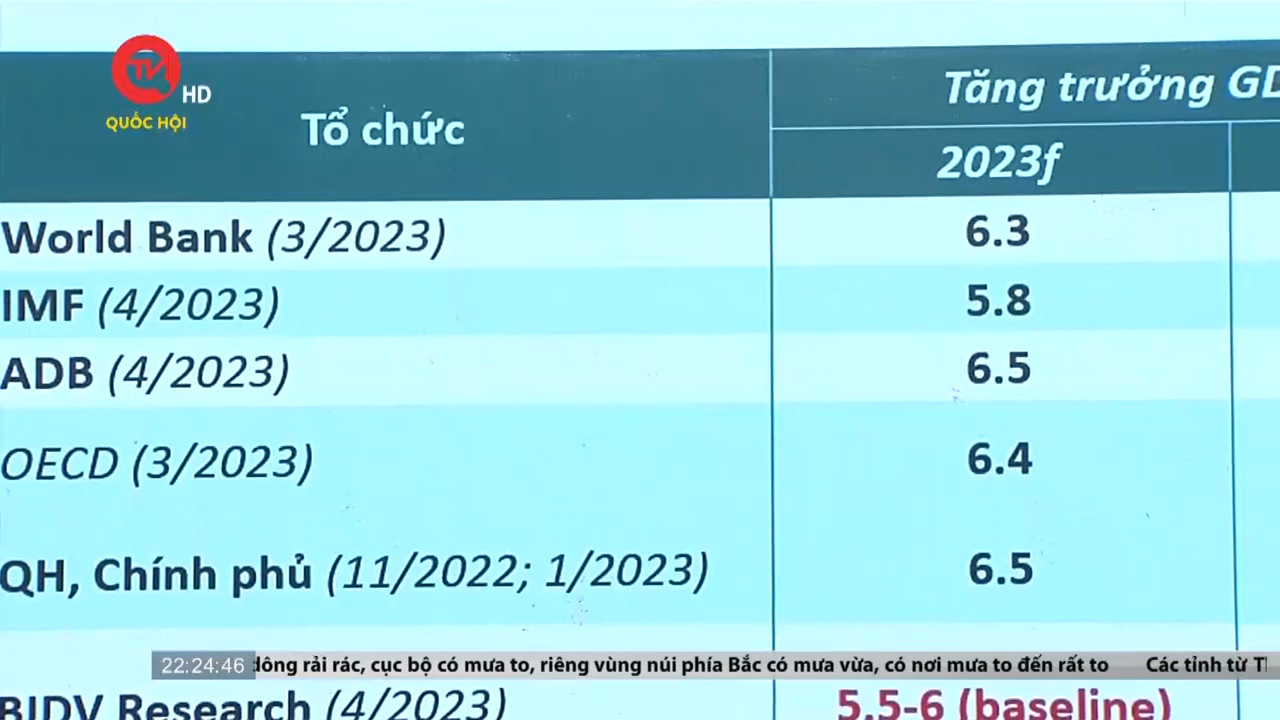 TV
HD
QUỐC HỘI
Tổ chức
Tăng trưởng GD
2023f
World Bank (3/2023)
6.3
IMF (4/2023)
5.8
ADB (4/2023)
6.5
OECD (3/2023)
6.4
QH, Chính phủ (11/2022; 1/2023)
6.5
22:24:46 dông rải rác, cục bộ có mưa to, riêng vùng núi phía Bắc có mưa vừa, có nơi mưa to đến rất to Các tỉnh từ
BIDV Research (4/2023)
5.5-6 (baseline)